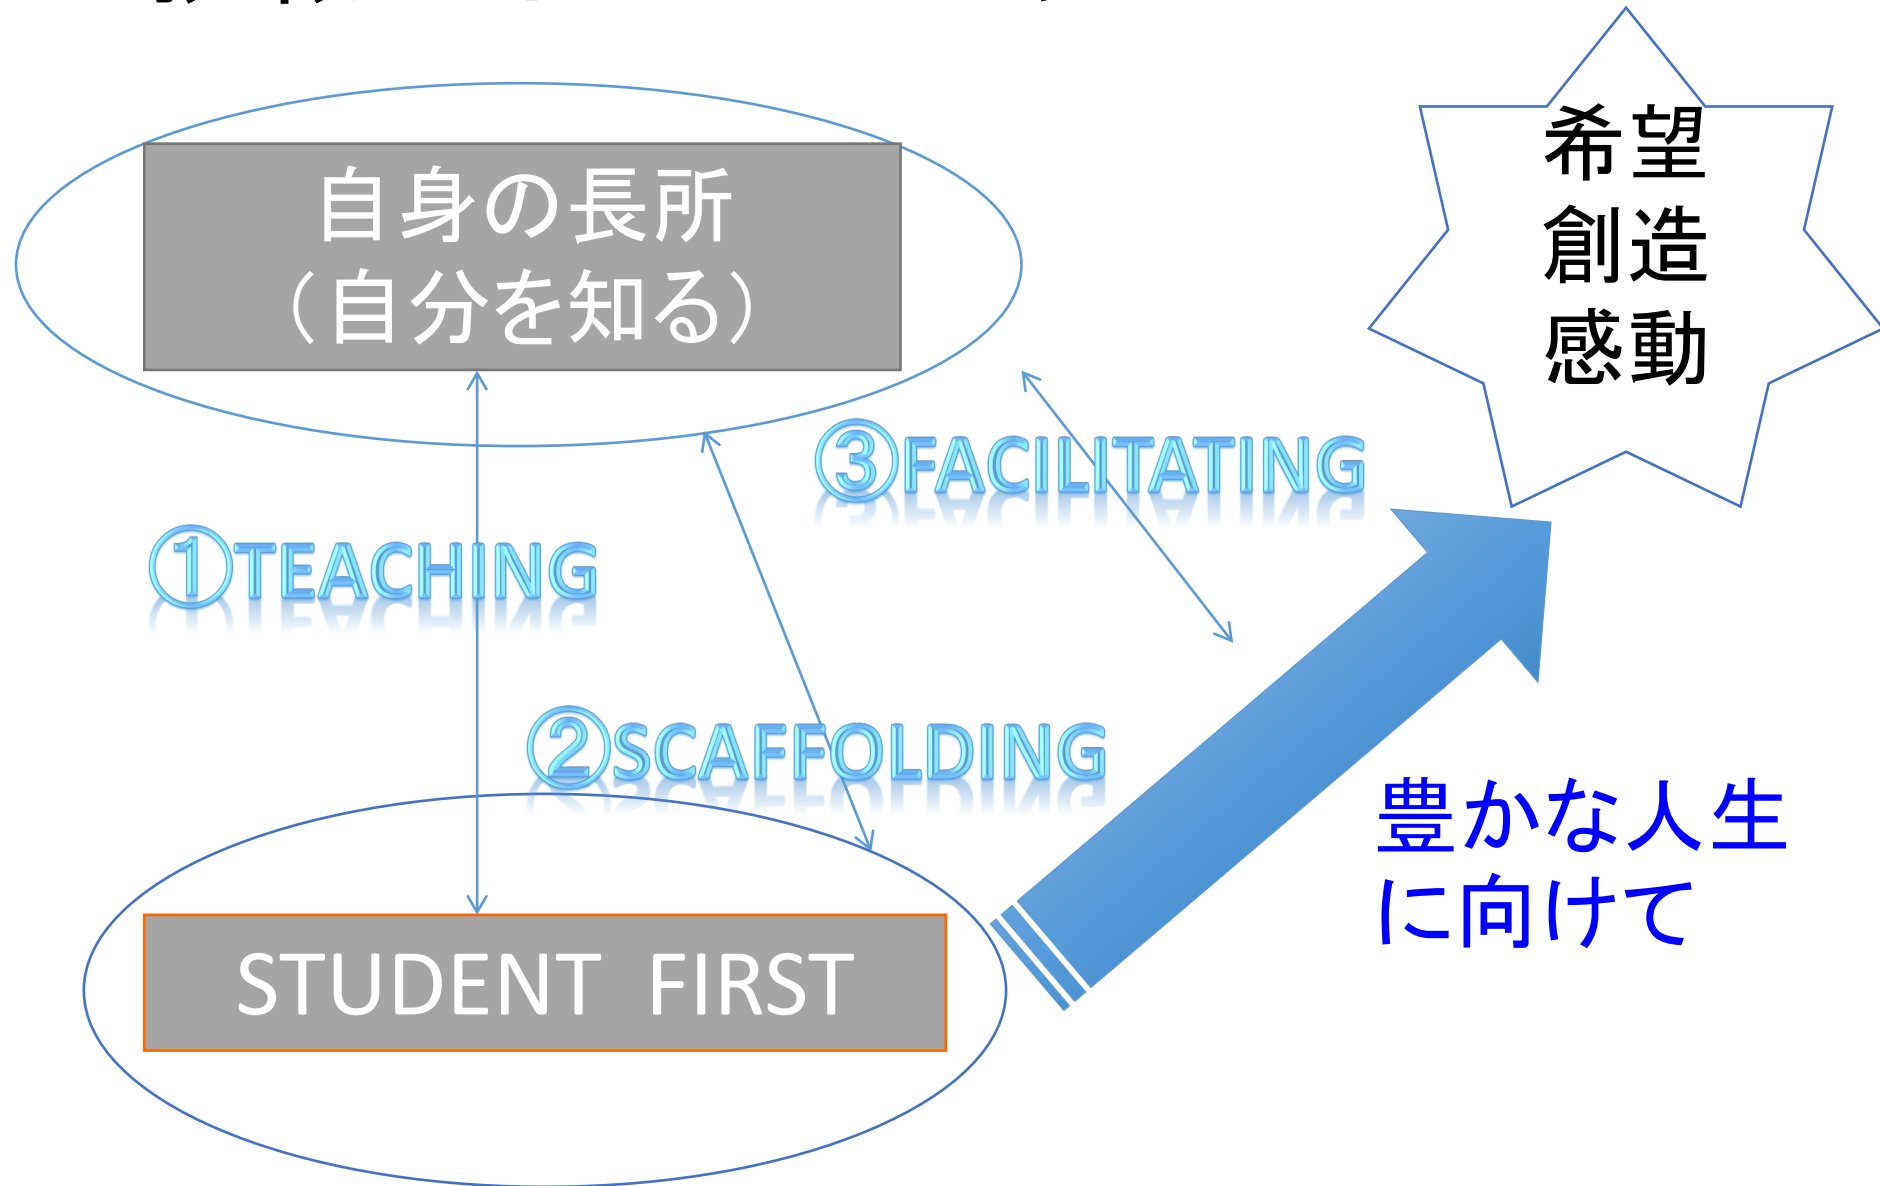 自身の長所
（自分を知る）
希望
創造
感動
③FACILITATING
①TEACHING
②SCAFFOLDING
豊かな人生
に向けて
STUDENT FIRST